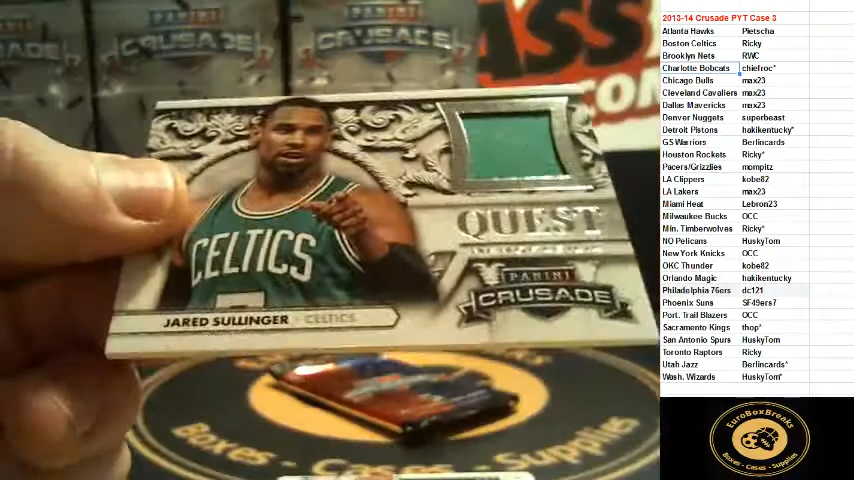 PANINI
CRUSADE
PANINI
CRUSADE
PANINI
CRUSADE
ASS
COM
CELTICS
7
QUEST
PANINI
CRUSADE
JARED SULLINGER - CELTICS
Boxes - Cases - Supplies
2013-14 Crusade PYT Case 3
Atlanta Hawks Pietscha
Boston Celtics Ricky
Brooklyn Nets RWC
Charlotte Bobcats chiefroc*
Chicago Bulls max23
Cleveland Cavaliers max23
Dallas Mavericks max23
Denver Nuggets superbeast
Detroit Pistons hakikentucky*
GS Warriors Berlincards
Houston Rockets Ricky*
Pacers/Grizzlies mompitz
LA Clippers kobe82
LA Lakers max23
Miami Heat Lebron23
Milwaukee Bucks OCC
Min. Timberwolves Ricky*
NO Pelicans HuskyTom
New York Knicks OCC
OKC Thunder kobe82
Orlando Magic hakikentucky
Philadelphia 76ers dc121
Phoenix Suns SF49ers7
Port. Trail Blazers OCC
Sacramento Kings thop*
San Antonio Spurs HuskyTom
Toronto Raptors Ricky
Utah Jazz Berlincards*
Wash. Wizards HuskyTom*
EuroBoxBreaks
Boxes - Cases - Supplies